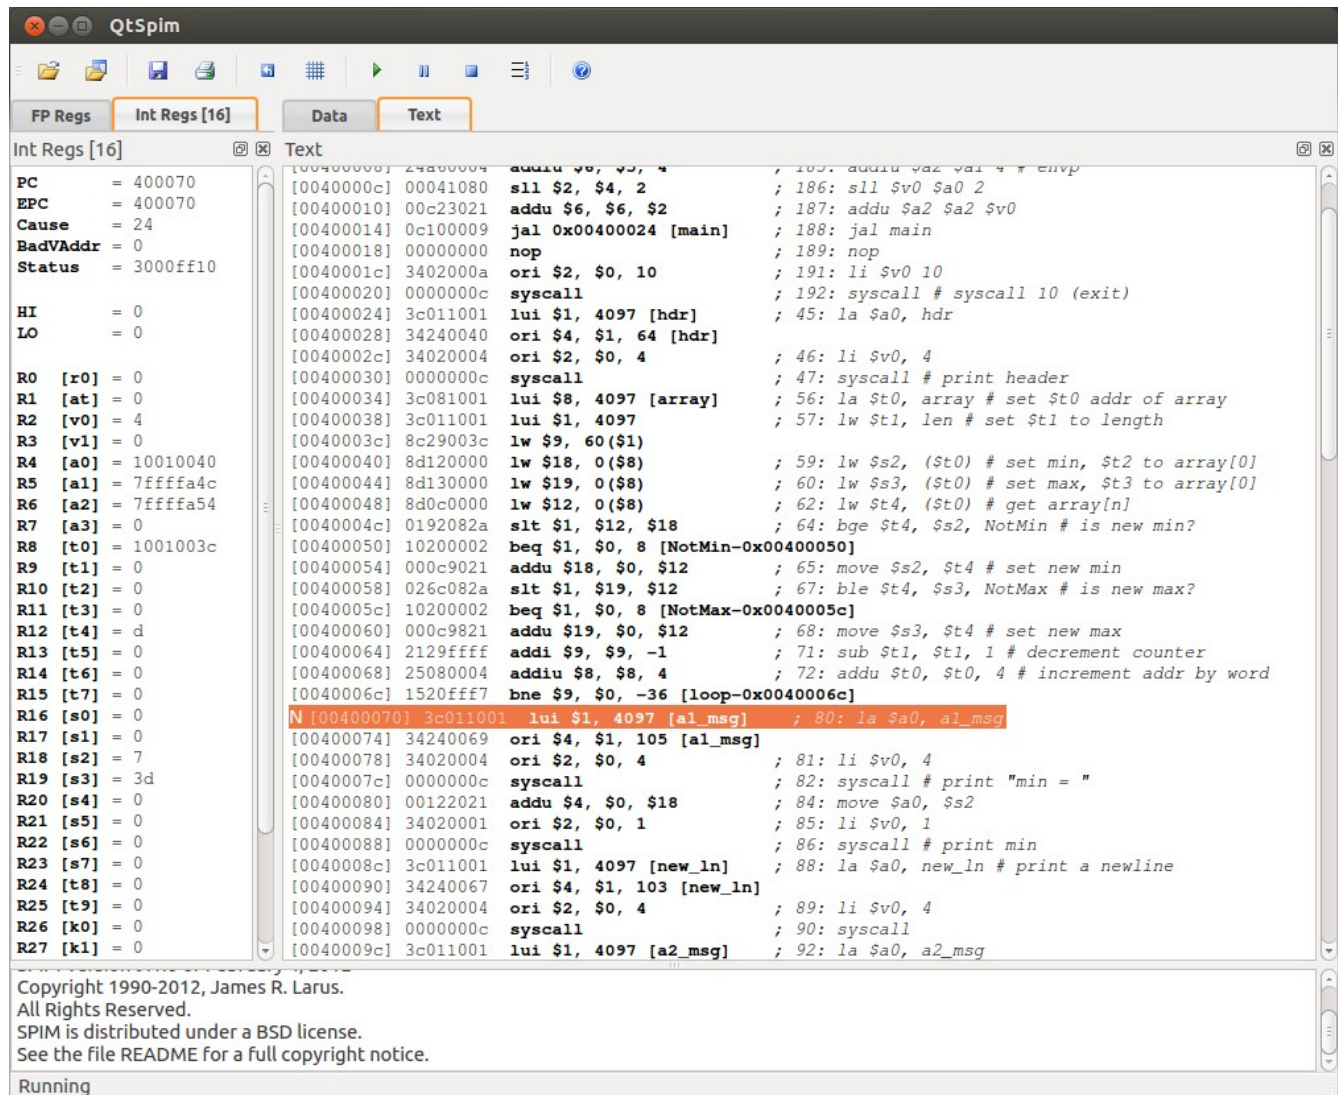 QtSpim
FP Regs
Int Regs [16]
Data
Text
Int Regs [16]
Text
PC = 400070
EPC = 400070
Cause = 24
BadVAddr = 0
Status = 3000ff10
HI = 0
LO = 0
R0 [r0] = 0
R1 [at] = 0
R2 [v0] = 4
R3 [v1] = 0
R4 [a0] = 10010040
R5 [a1] = 7ffffa4c
R6 [a2] = 7ffffa54
R7 [a3] = 0
R8 [t0] = 1001003c
R9 [t1] = 0
R10 [t2] = 0
R11 [t3] = 0
R12 [t4] = d
R13 [t5] = 0
R14 [t6] = 0
R15 [t7] = 0
R16 [s0] = 0
R17 [s1] = 0
R18 [s2] = 7
R19 [s3] = 3d
R20 [s4] = 0
R21 [s5] = 0
R22 [s6] = 0
R23 [s7] = 0
R24 [t8] = 0
R25 [t9] = 0
R26 [k0] = 0
R27 [k1] = 0
[00400008] 24a60004 addiu $6, $5, 4 ; 185: addiu $a2 $a1 4 # envp
[0040000c] 00041080 sll $2, $4, 2 ; 186: sll $v0 $a0 2
[00400010] 00c23021 addu $6, $6, $2 ; 187: addu $a2 $a2 $v0
[00400014] 0c100009 jal 0x00400024 [main] ; 188: jal main
[00400018] 00000000 nop ; 189: nop
[0040001c] 3402000a ori $2, $0, 10 ; 191: li $v0 10
[00400020] 0000000c syscall ; 192: syscall # syscall 10 (exit)
[00400024] 3c011001 lui $1, 4097 [hdr] ; 45: la $a0, hdr
[00400028] 34240040 ori $4, $1, 64 [hdr]
[0040002c] 34020004 ori $2, $0, 4 ; 46: li $v0, 4
[00400030] 0000000c syscall ; 47: syscall # print header
[00400034] 3c081001 lui $8, 4097 [array] ; 56: la $t0, array # set $t0 addr of array
[00400038] 3c011001 lui $1, 4097 ; 57: lw $t1, len # set $t1 to length
[0040003c] 8c29003c lw $9, 60($1)
[00400040] 8d120000 lw $18, 0($8) ; 59: lw $s2, ($t0) # set min, $t2 to array[0]
[00400044] 8d130000 lw $19, 0($8) ; 60: lw $s3, ($t0) # set max, $t3 to array[0]
[00400048] 8d0c0000 lw $12, 0($8) ; 62: lw $t4, ($t0) # get array[n]
[0040004c] 0192082a slt $1, $12, $18 ; 64: bge $t4, $s2, NotMin # is new min?
[00400050] 10200002 beq $1, $0, 8 [NotMin-0x00400050]
[00400054] 000c9021 addu $18, $0, $12 ; 65: move $s2, $t4 # set new min
[00400058] 026c082a slt $1, $19, $12 ; 67: ble $t4, $s3, NotMax # is new max?
[0040005c] 10200002 beq $1, $0, 8 [NotMax-0x0040005c]
[00400060] 000c9821 addu $19, $0, $12 ; 68: move $s3, $t4 # set new max
[00400064] 2129ffff addi $9, $9, -1 ; 71: sub $t1, $t1, 1 # decrement counter
[00400068] 25080004 addiu $8, $8, 4 ; 72: addu $t0, $t0, 4 # increment addr by word
[0040006c] 1520fff7 bne $9, $0, -36 [loop-0x0040006c]
N [00400070] 3c011001 lui $1, 4097 [a1_msg] ; 80: la $a0, a1_msg
[00400074] 34240069 ori $4, $1, 105 [a1_msg]
[00400078] 34020004 ori $2, $0, 4 ; 81: li $v0, 4
[0040007c] 0000000c syscall ; 82: syscall # print "min = "
[00400080] 00122021 addu $4, $0, $18 ; 84: move $a0, $s2
[00400084] 34020001 ori $2, $0, 1 ; 85: li $v0, 1
[00400088] 0000000c syscall ; 86: syscall # print min
[0040008c] 3c011001 lui $1, 4097 [new_ln] ; 88: la $a0, new_ln # print a newline
[00400090] 34240067 ori $4, $1, 103 [new_ln]
[00400094] 34020004 ori $2, $0, 4 ; 89: li $v0, 4
[00400098] 0000000c syscall ; 90: syscall
[0040009c] 3c011001 lui $1, 4097 [a2_msg] ; 92: la $a0, a2_msg
Copyright 1990-2012, James R. Larus.
All Rights Reserved.
SPIM is distributed under a BSD license.
See the file README for a full copyright notice.
Running